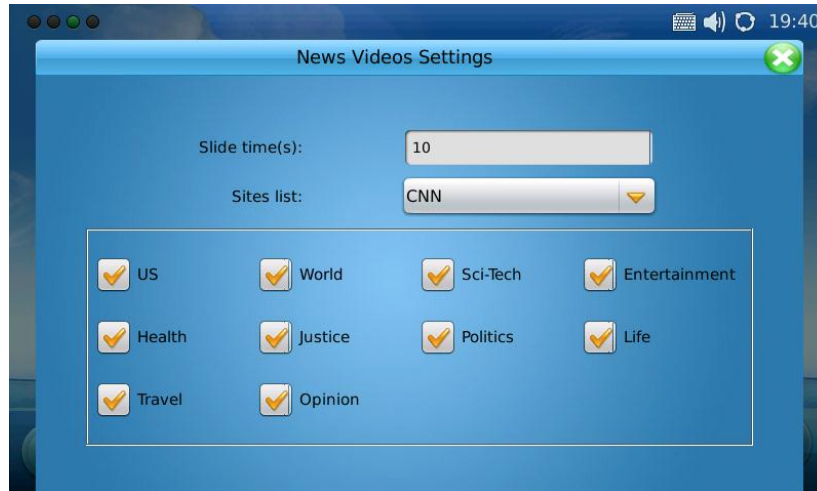 19:40
News Videos Settings
Slide time(s): 10
Sites list: CNN
US World Sci-Tech Entertainment
Health Justice Politics Life
Travel Opinion